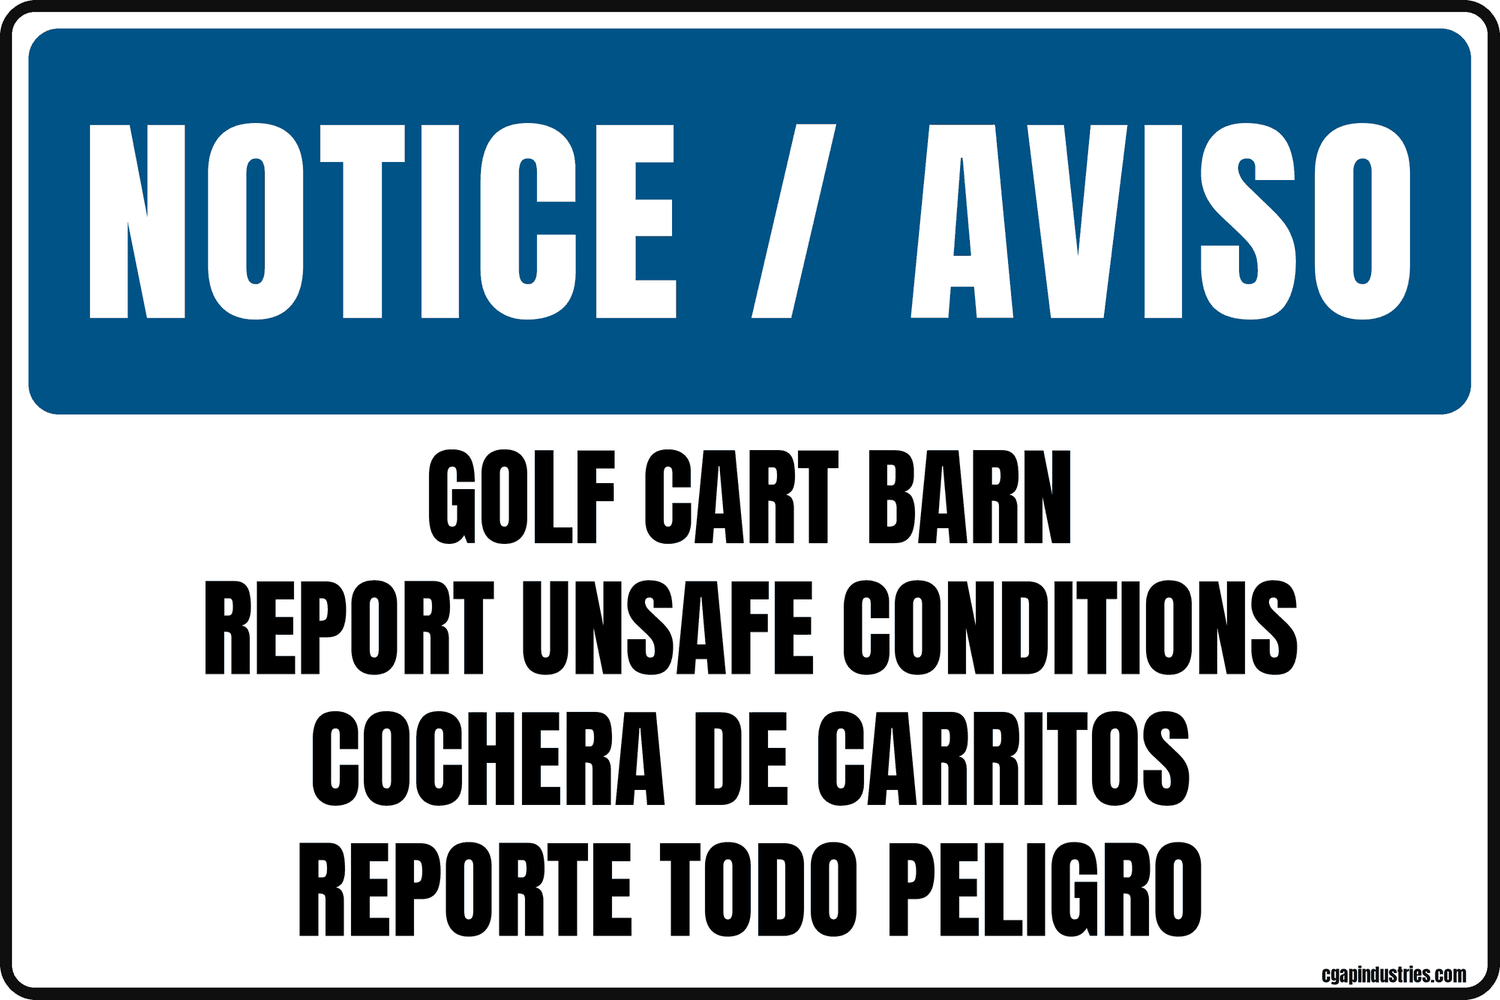 NOTICE / AVISO
GOLF CART BARN
REPORT UNSAFE CONDITIONS
COCHERA DE CARRITOS
REPORTE TODO PELIGRO
cgapindustries.com